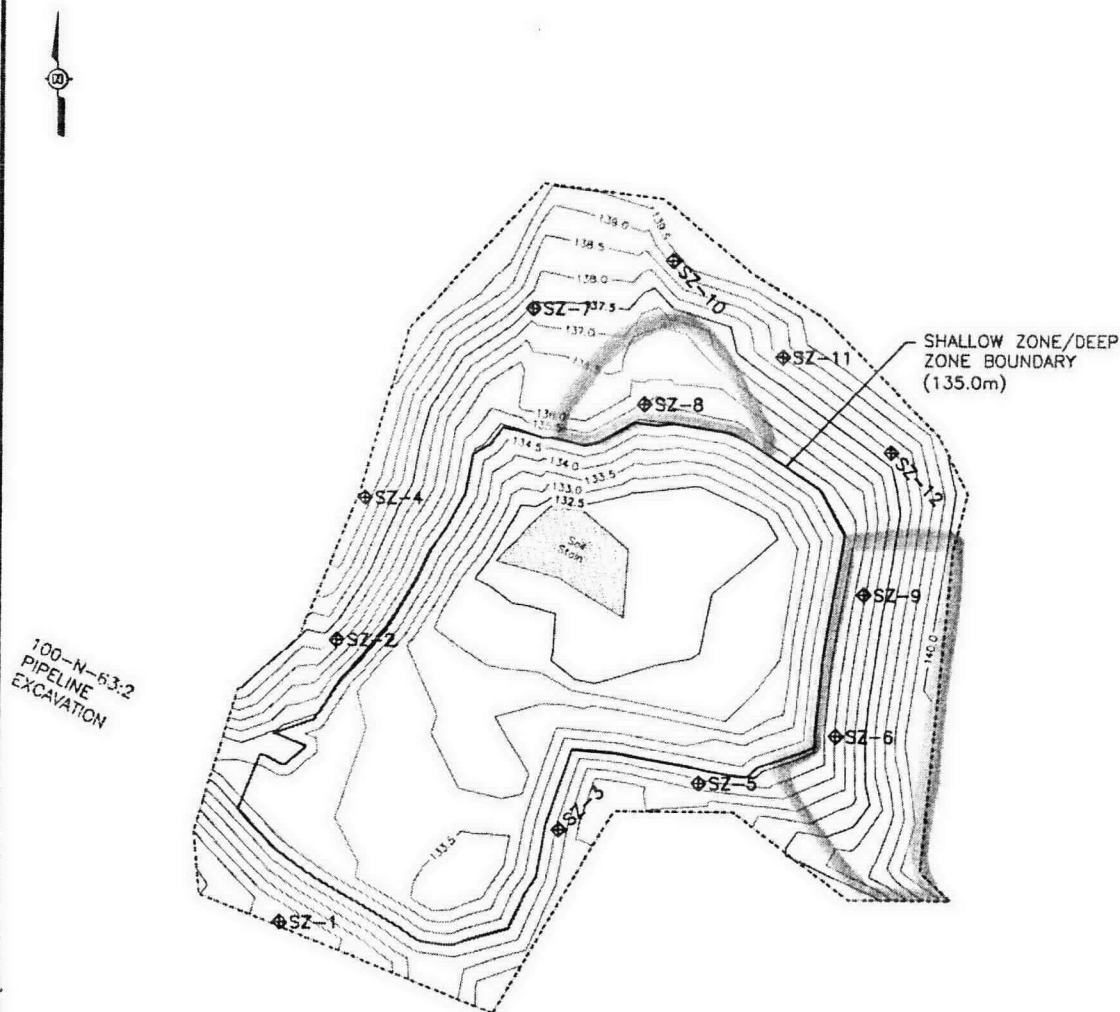 139.0
139.5
138.5
SZ-10
138.0
SZ-7
137.5
137.0
SZ-11
SHALLOW ZONE/DEEP
ZONE BOUNDARY
(135.0m)
SZ-8
134.5
134.0
133.5
133.0
132.5
SZ-12
SZ-4
Soil
Stain
SZ-9
SZ-2
140.0
100-N-63:2
PIPELINE
EXCAVATION
SZ-6
SZ-5
SZ-3
133.5
SZ-1